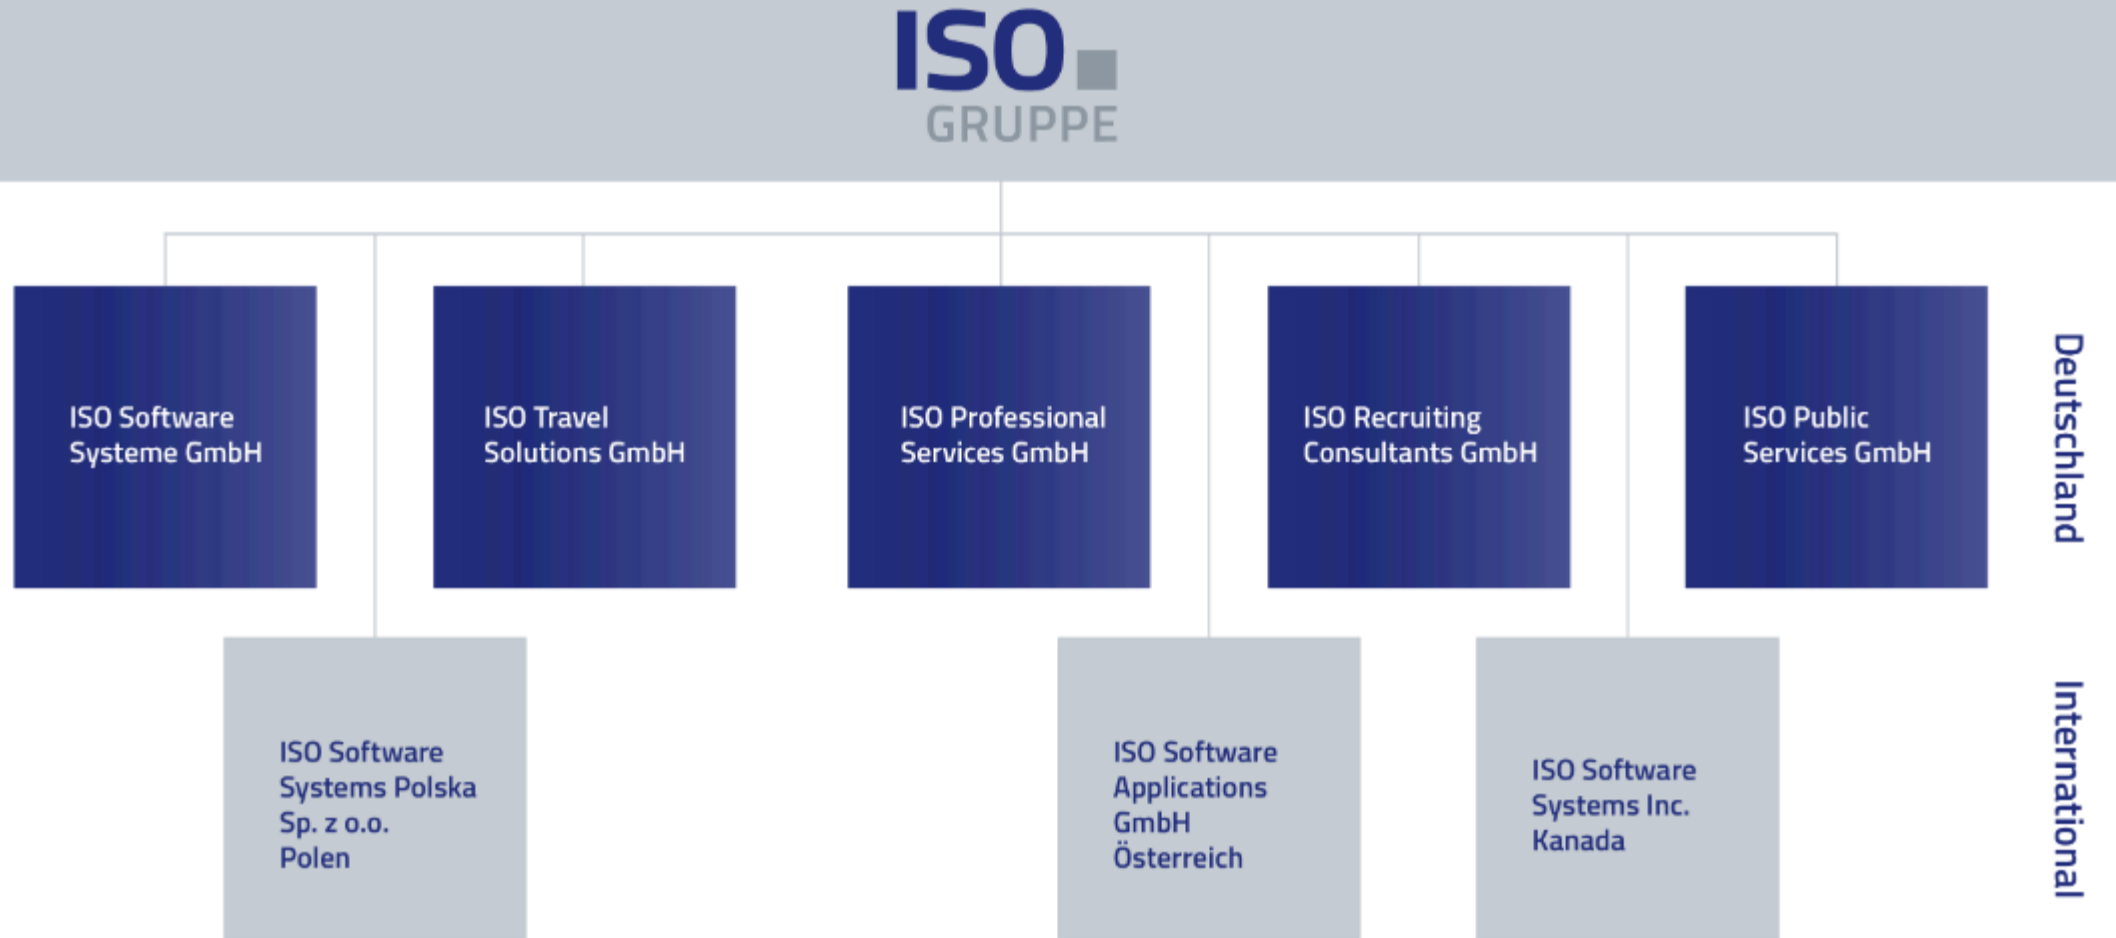 ISO
GRUPPE
ISO Software
Systeme GmbH
ISO Travel
Solutions GmbH
ISO Professional
Services GmbH
ISO Recruiting
Consultants GmbH
ISO Public
Services GmbH
Deutschland
ISO Software
Systems Polska
Sp. z o.o.
Polen
ISO Software
Applications
GmbH
Österreich
ISO Software
Systems Inc.
Kanada
International